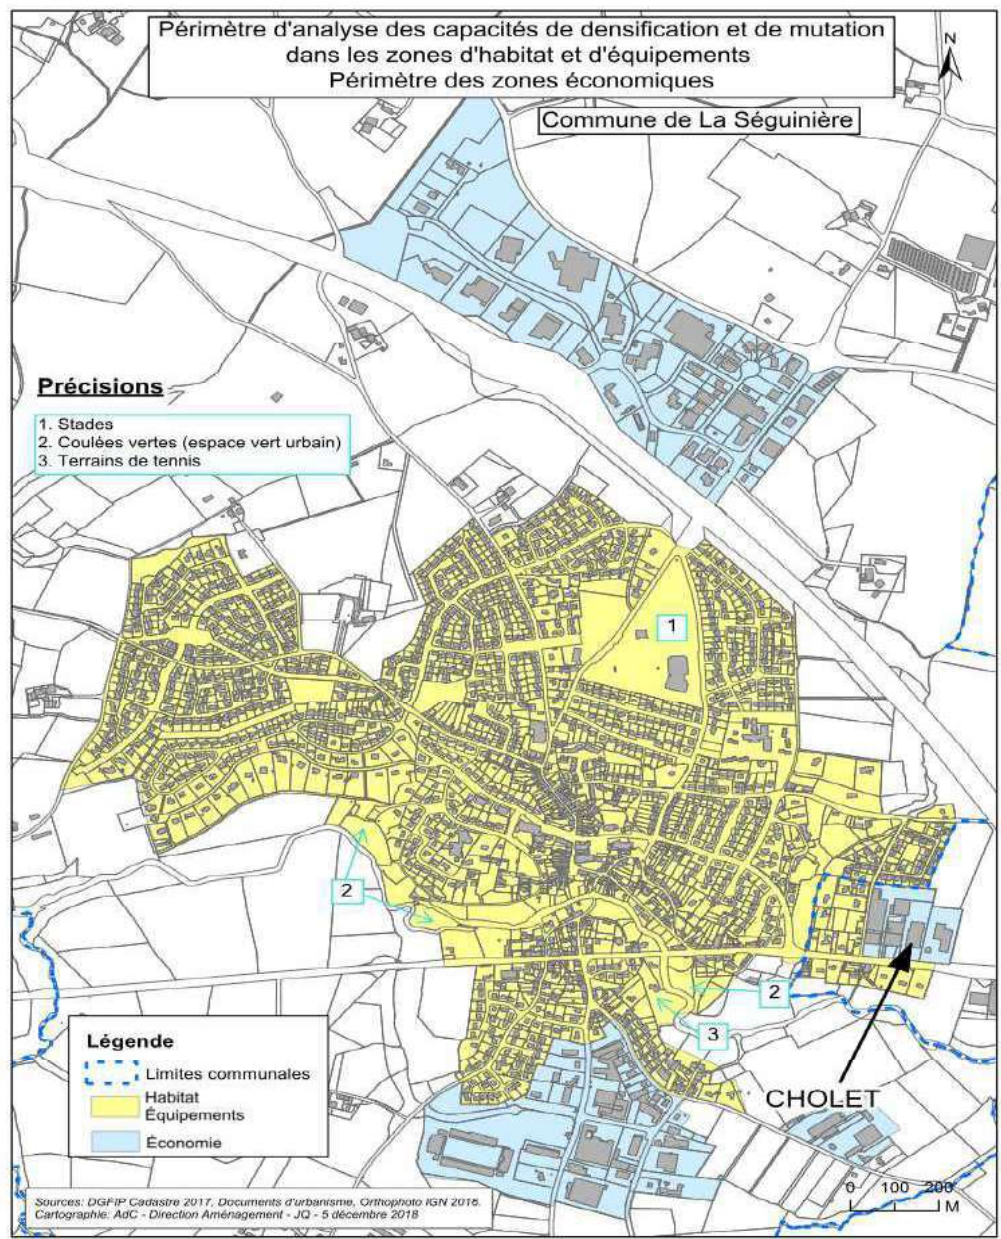 Périmètre d'analyse des capacités de densification et de mutation
dans les zones d'habitat et d'équipements
Périmètre des zones économiques
N
Commune de La Séguinière
Précisions
1. Stades
2. Coulées vertes (espace vert urbain)
3. Terrains de tennis
1
2
2
3
CHOLET
Légende
Limites communales
Habitat
Équipements
Économie
0 100 200
M
Sources: DGFIP Cadastre 2017, Documents d'urbanisme, Orthophoto IGN 2016.
Cartographie: AdC - Direction Aménagement - JQ - 5 décembre 2018